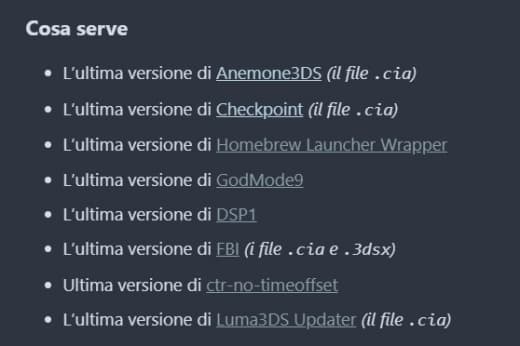 Cosa serve
• L'ultima versione di Anemone3DS (il file .cia)
• L'ultima versione di Checkpoint (il file .cia)
• L'ultima versione di Homebrew Launcher Wrapper
• L'ultima versione di GodMode9
• L'ultima versione di DSP1
• L'ultima versione di FBI (i file .cia e .3dsx)
• Ultima versione di ctr-no-timeoffset
• L'ultima versione di Luma3DS Updater (il file .cia)